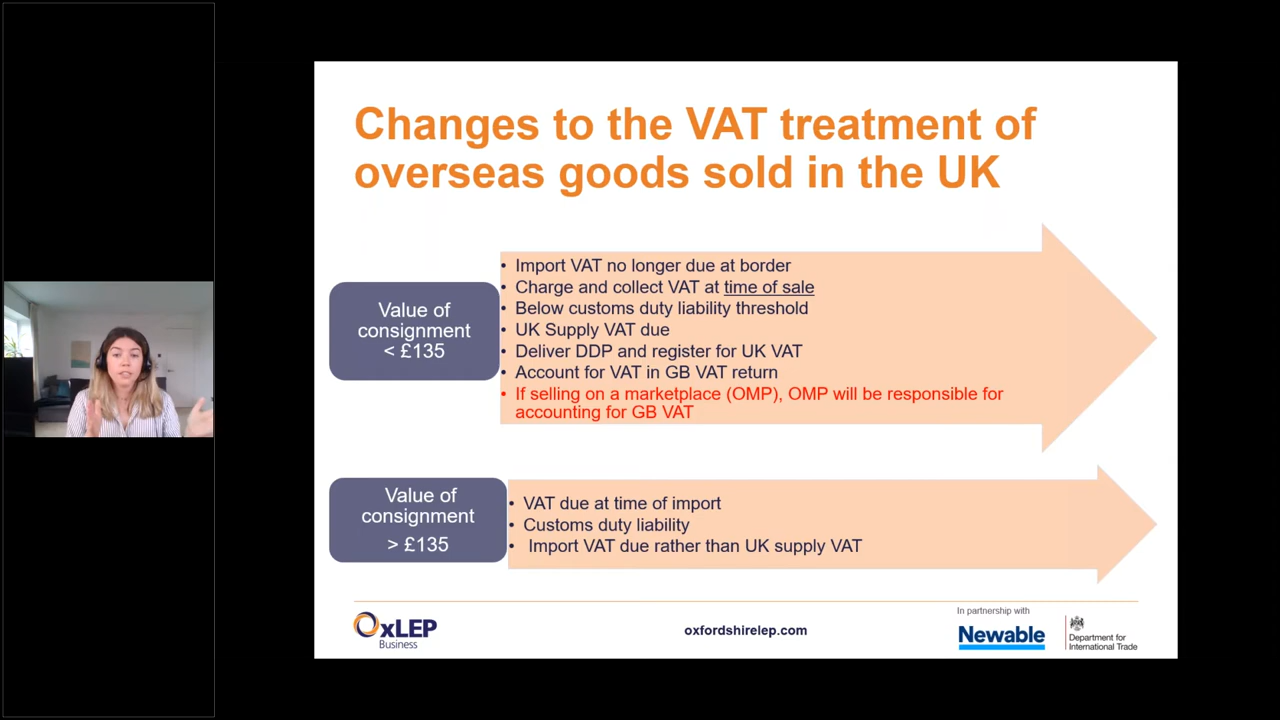 Changes to the VAT treatment of
overseas goods sold in the UK
Value of
consignment
< £135
• Import VAT no longer due at border
• Charge and collect VAT at time of sale
• Below customs duty liability threshold
• UK Supply VAT due
• Deliver DDP and register for UK VAT
• Account for VAT in GB VAT return
• If selling on a marketplace (OMP), OMP will be responsible for
accounting for GB VAT
Value of
consignment
> £135
• VAT due at time of import
• Customs duty liability
• Import VAT due rather than UK supply VAT
OxLEP
Business
oxfordshirelep.com
In partnership with
Newable
Department for
International Trade